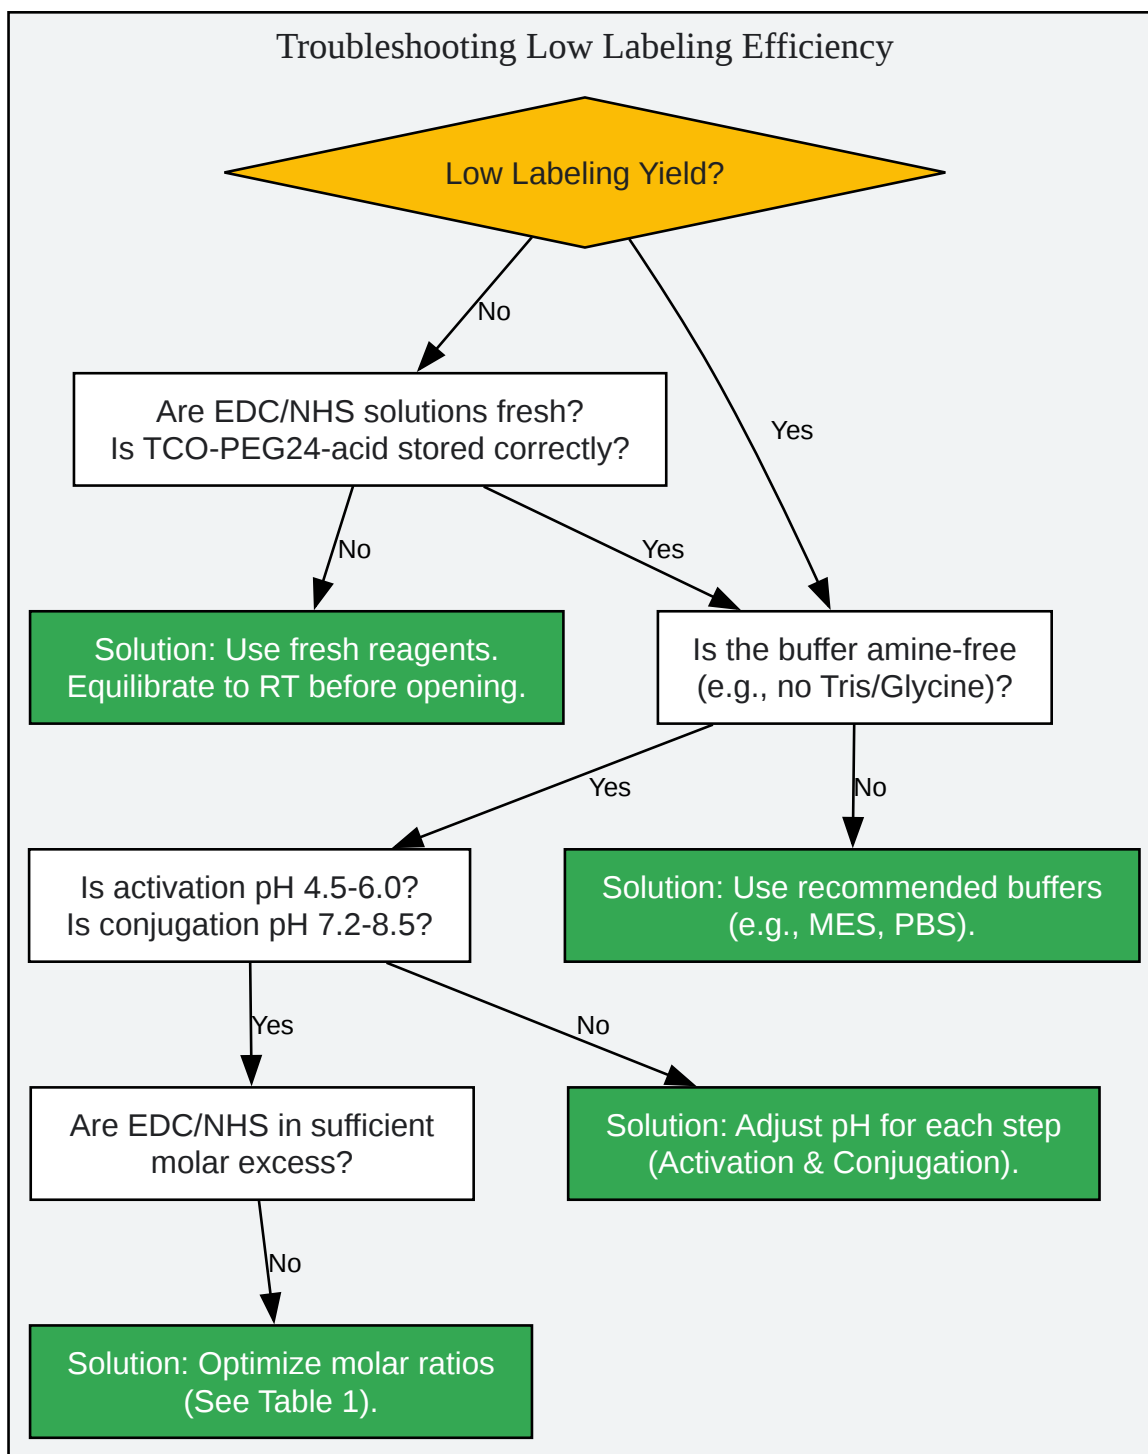 Troubleshooting Low Labeling Efficiency
Low Labeling Yield?
No
Yes
Are EDC/NHS solutions fresh?
Is TCO-PEG24-acid stored correctly?
No
Yes
Solution: Use fresh reagents.
Equilibrate to RT before opening.
Is the buffer amine-free
(e.g., no Tris/Glycine)?
Yes
No
Is activation pH 4.5-6.0?
Is conjugation pH 7.2-8.5?
Solution: Use recommended buffers
(e.g., MES, PBS).
Yes
No
Are EDC/NHS in sufficient
molar excess?
Solution: Adjust pH for each step
(Activation & Conjugation).
No
Solution: Optimize molar ratios
(See Table 1).